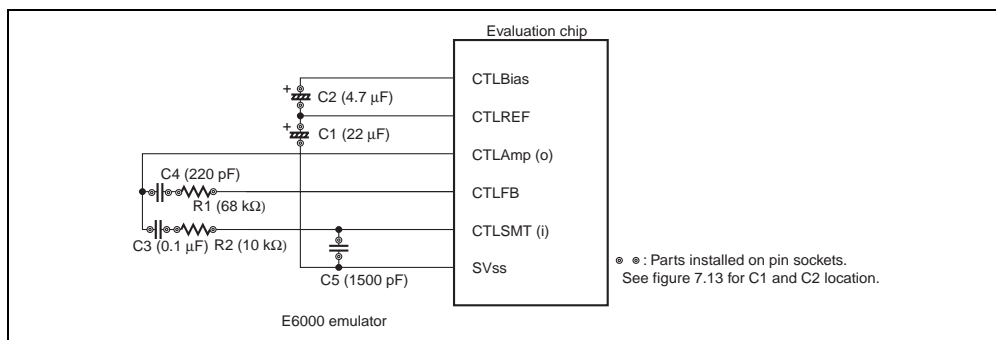 Evaluation chip
CTLBias
+
C2 (4.7 μF)
CTLREF
+
C1 (22 μF)
CTLAmp (o)
C4 (220 pF)
CTLFB
R1 (68 kΩ)
CTLSMT (i)
C3 (0.1 μF)
R2 (10 kΩ)
SVss
C5 (1500 pF)
: Parts installed on pin sockets.
See figure 7.13 for C1 and C2 location.
E6000 emulator